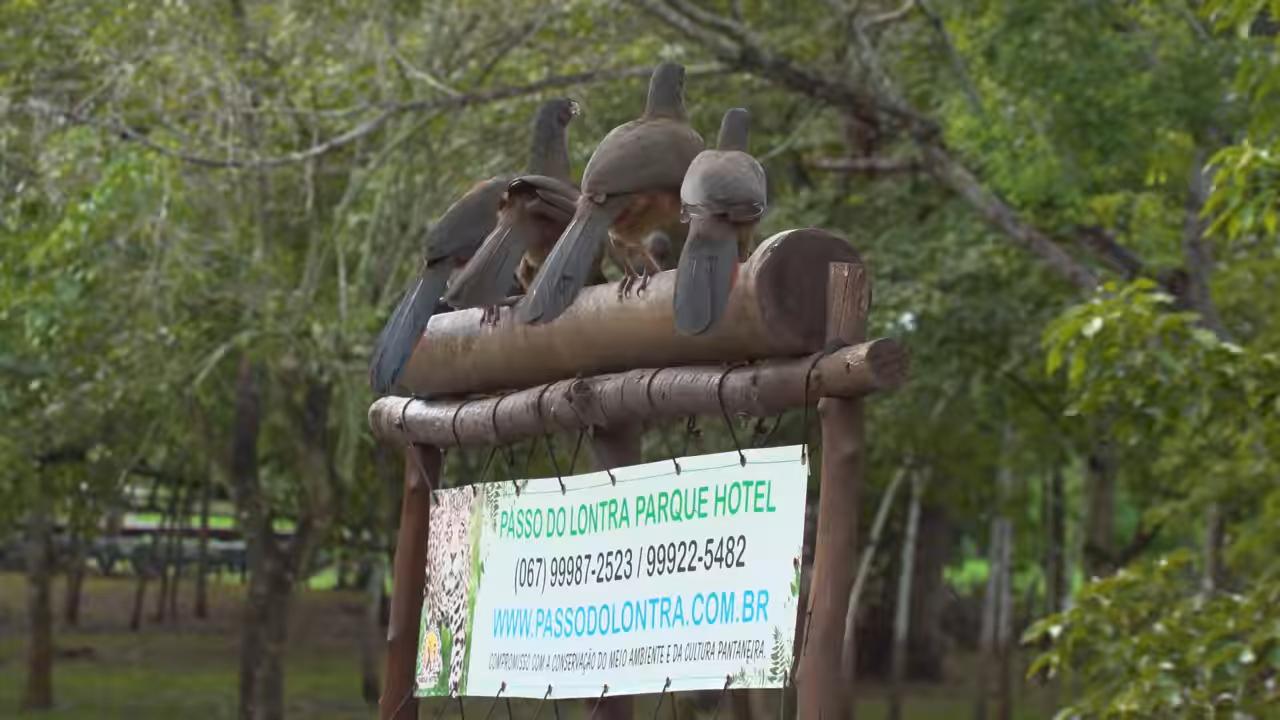 PASSO DO LONTRA PARQUE HOTEL
(067) 99987-2523 / 99922-5482
WWW.PASSODOLONTRA.COM.BR
COMPROMISSO COM A CONSERVAÇÃO DO MEIO AMBIENTE E DA CULTURA PANTANEIRA.